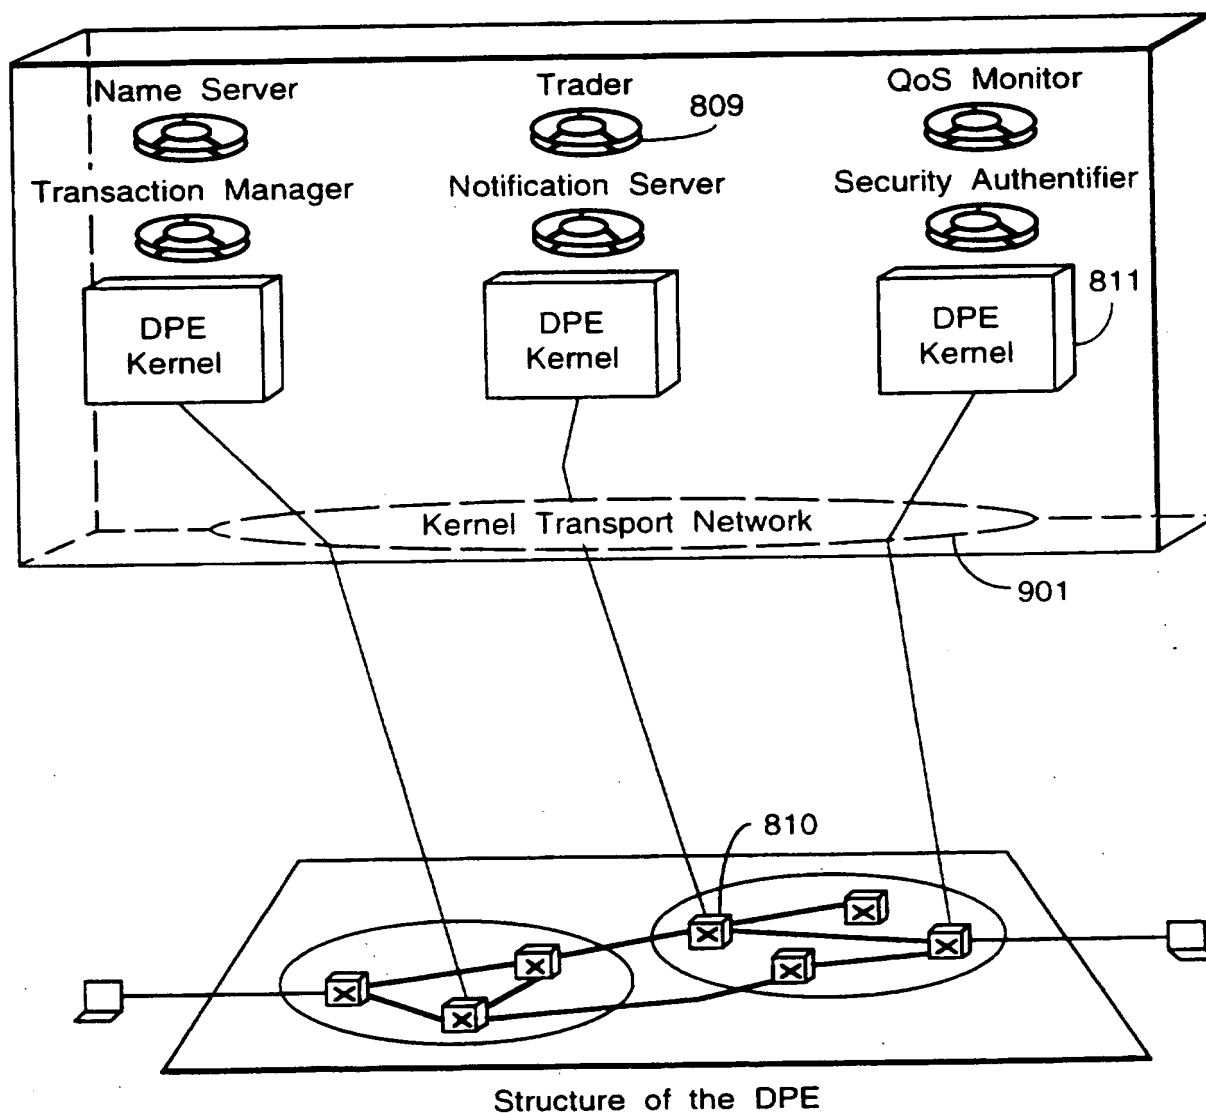 Name Server
Trader
QoS Monitor
809
Transaction Manager
Notification Server
Security Authentifier
811
DPE
Kernel
DPE
Kernel
DPE
Kernel
Kernel Transport Network
901
810
Structure of the DPE